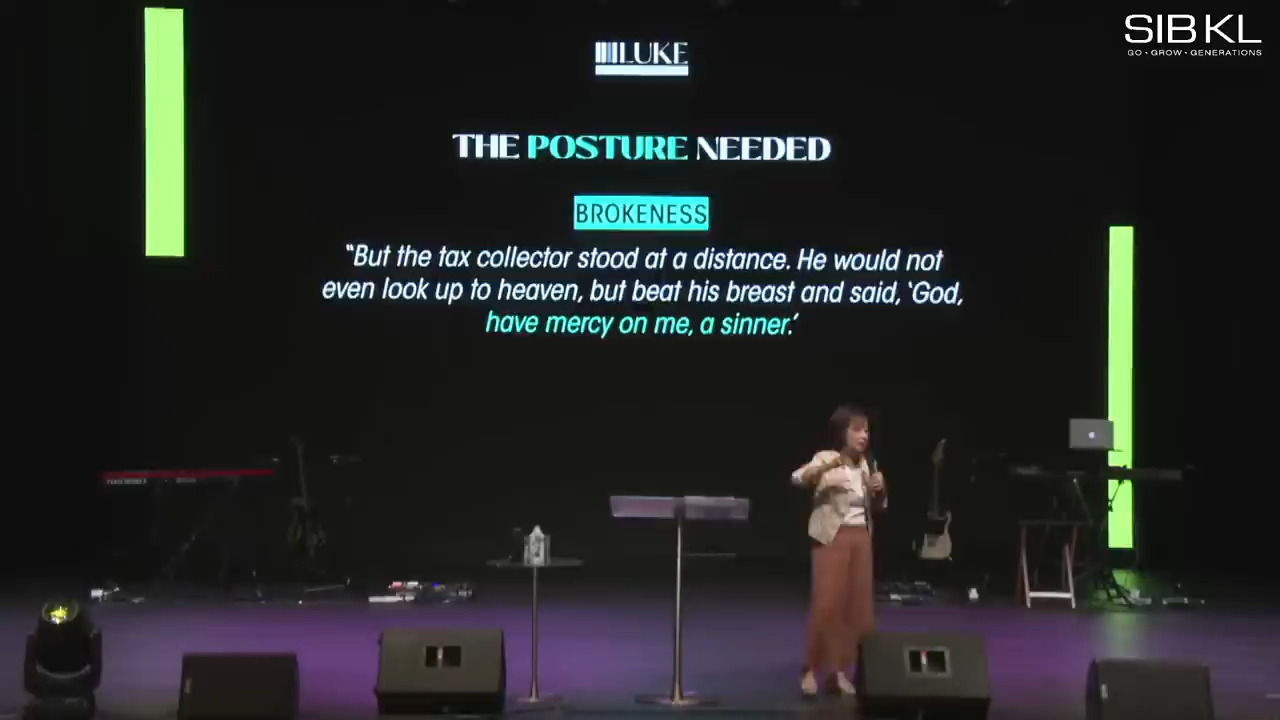 SIBKL
GO • GROW • GENERATIONS
LUKE
THE POSTURE NEEDED
BROKENESS
“But the tax collector stood at a distance. He would not
even look up to heaven, but beat his breast and said, ‘God,
have mercy on me, a sinner.’